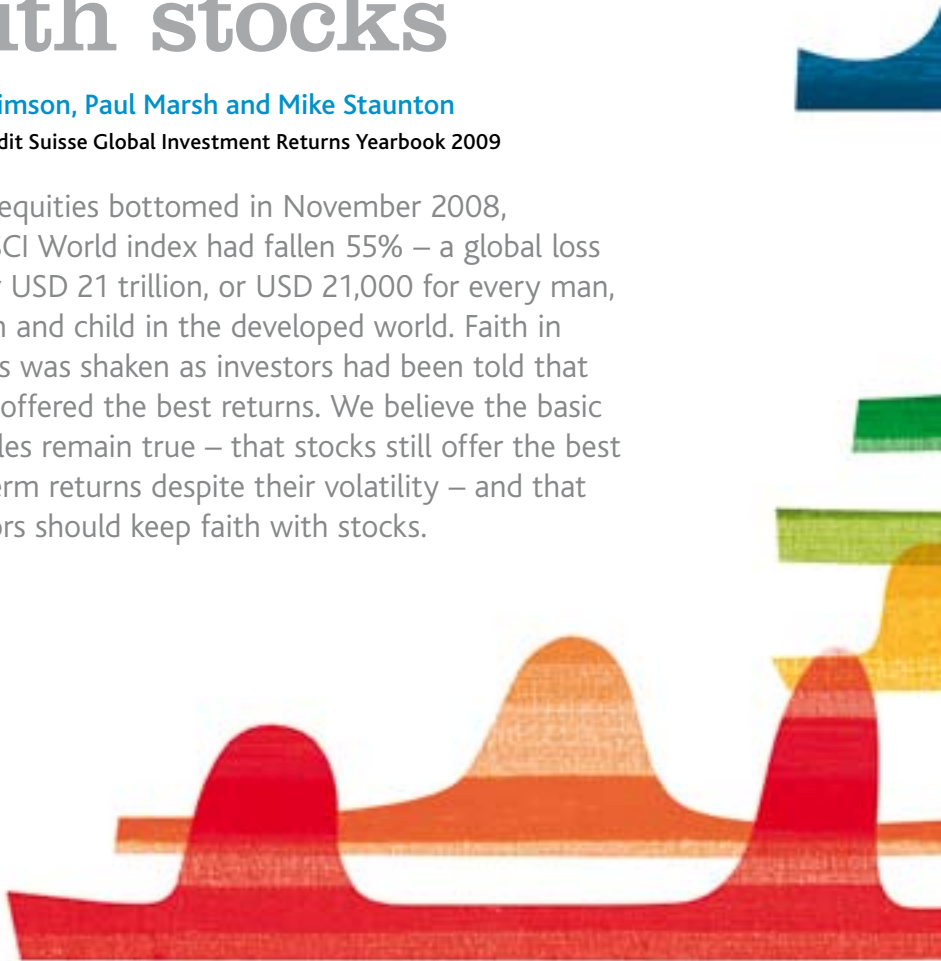 ith stocks
imson, Paul Marsh and Mike Staunton
dit Suisse Global Investment Returns Yearbook 2009
equities bottomed in November 2008,
SCI World index had fallen 55% – a global loss
r USD 21 trillion, or USD 21,000 for every man,
n and child in the developed world. Faith in
s was shaken as investors had been told that
offered the best returns. We believe the basic
les remain true – that stocks still offer the best
erm returns despite their volatility – and that
ors should keep faith with stocks.